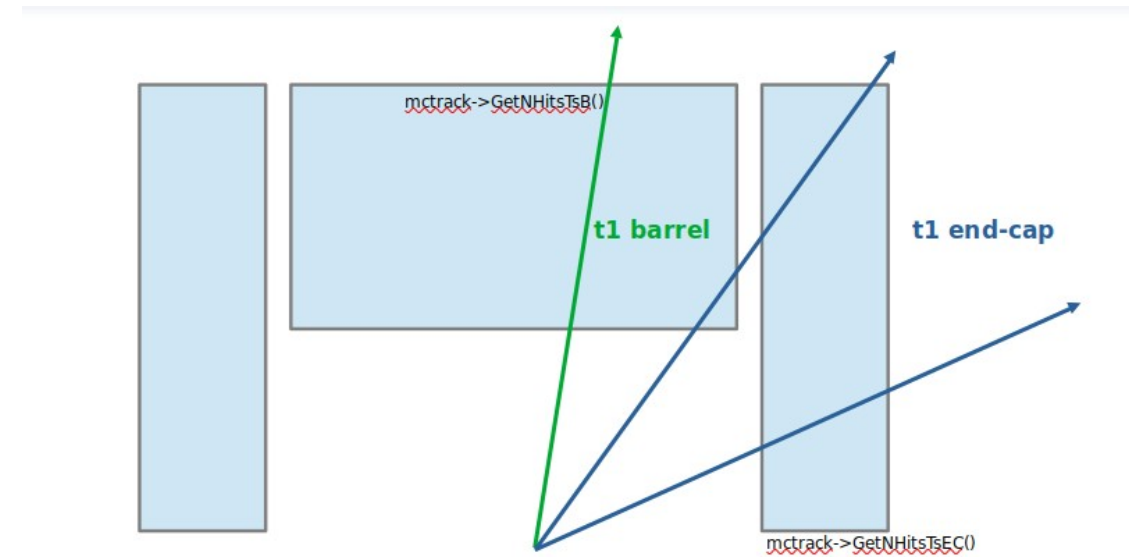 mctrack->GetNHitsTsB()
t1 barrel
t1 end-cap
mctrack->GetNHitsTsEC()